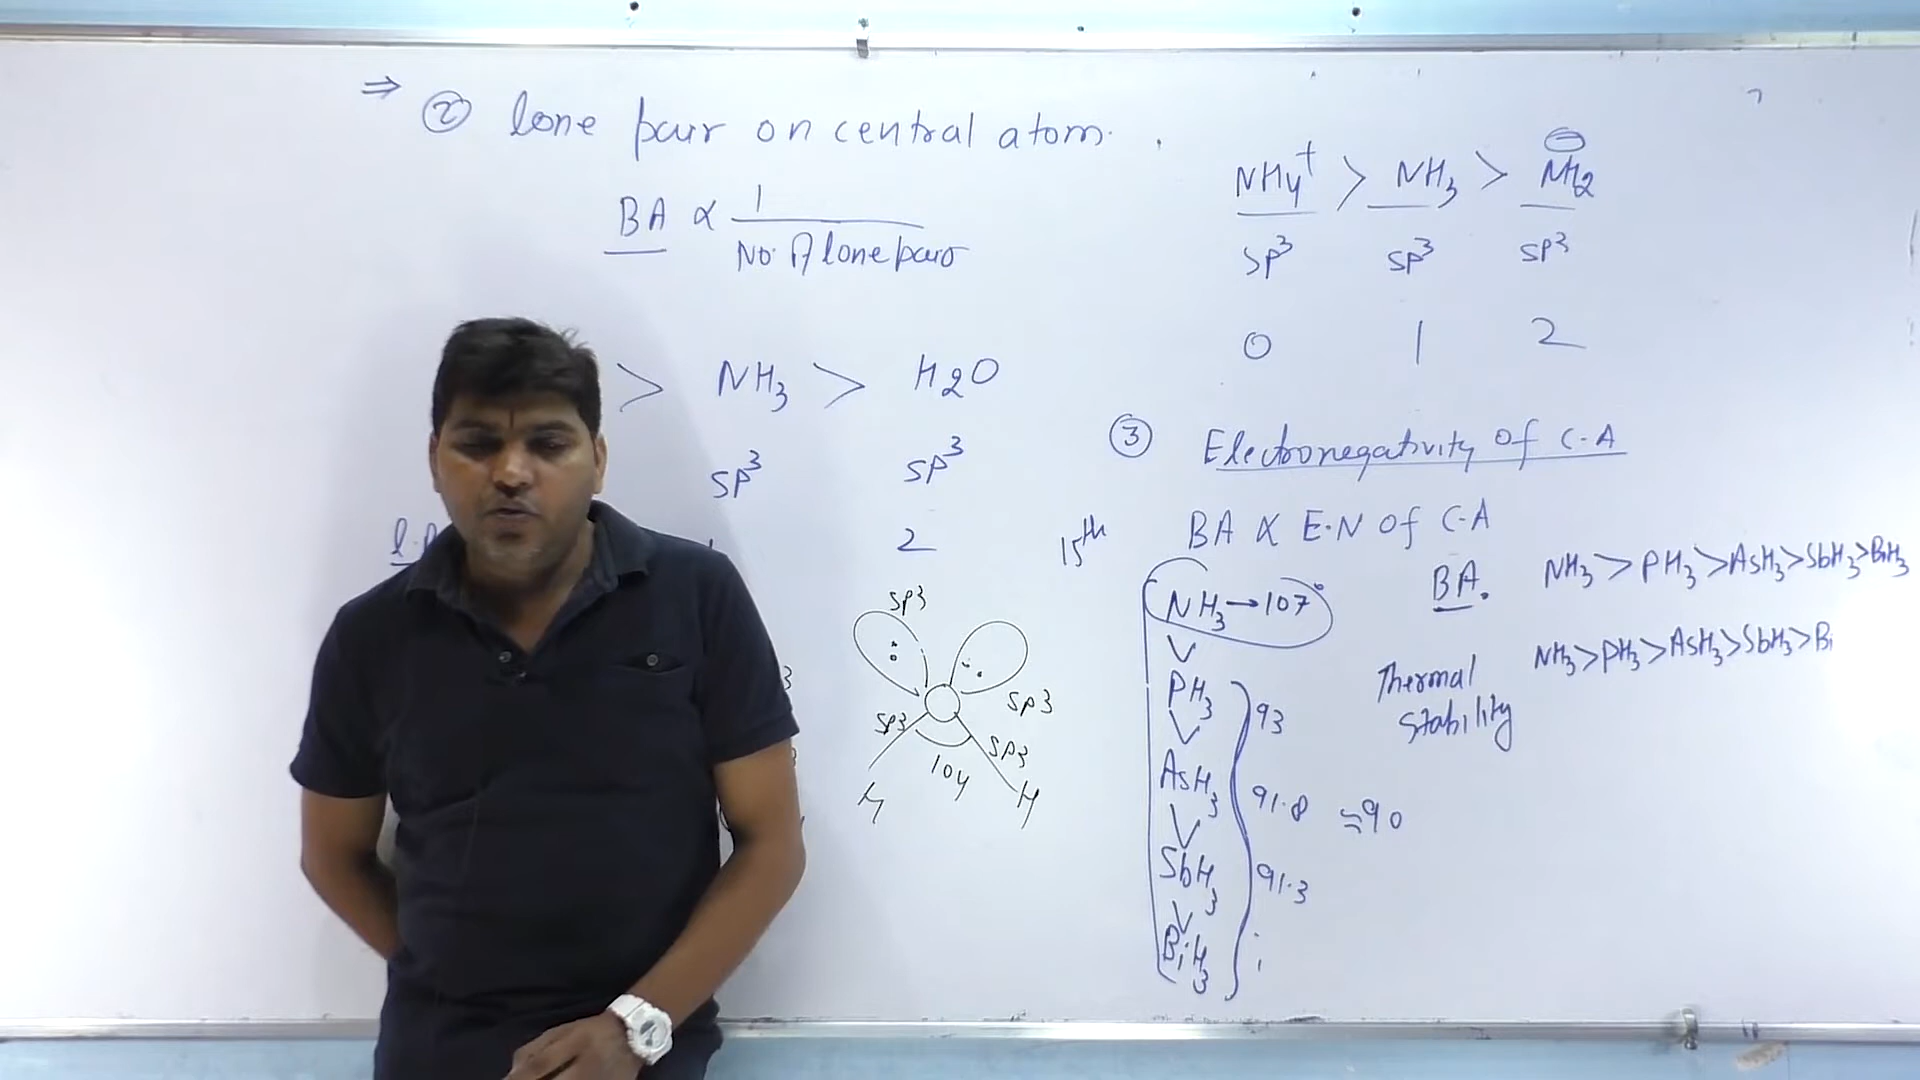 ⇒ ② lone pair on central atom.
BA ∝ 1 / No. of lone pair
> NH₃ > H₂O
sp³ sp³
l.p
2
sp³
sp³
sp³ sp³
104
H H
NH₄⁺ > NH₃ > NH₂⊖
sp³ sp³ sp³
0 1 2
③ Electronegativity of C.A
BA ∝ E.N of C.A
15th
NH₃ → 107°
PH₃ 93
AsH₃ 91.8 ≈90
SbH₃ 91.3
BiH₃
BA. NH₃ > PH₃ > AsH₃ > SbH₃ > BiH₃
Thermal stability NH₃ > PH₃ > AsH₃ > SbH₃ > Bi